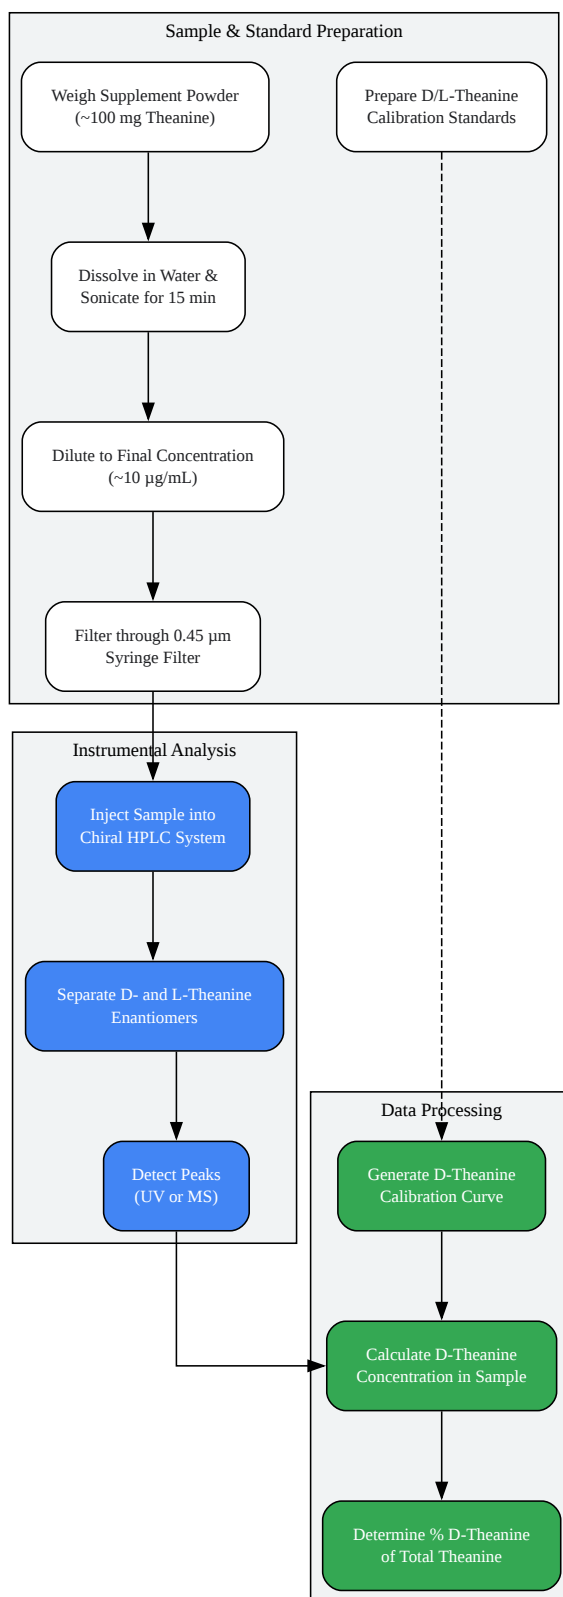 Sample & Standard Preparation
Weigh Supplement Powder
(~100 mg Theanine)
Prepare D/L-Theanine
Calibration Standards
Dissolve in Water &
Sonicate for 15 min
Dilute to Final Concentration
(~10 µg/mL)
Filter through 0.45 µm
Syringe Filter
Instrumental Analysis
Inject Sample into
Chiral HPLC System
Separate D- and L-Theanine
Enantiomers
Detect Peaks
(UV or MS)
Data Processing
Generate D-Theanine
Calibration Curve
Calculate D-Theanine
Concentration in Sample
Determine % D-Theanine
of Total Theanine